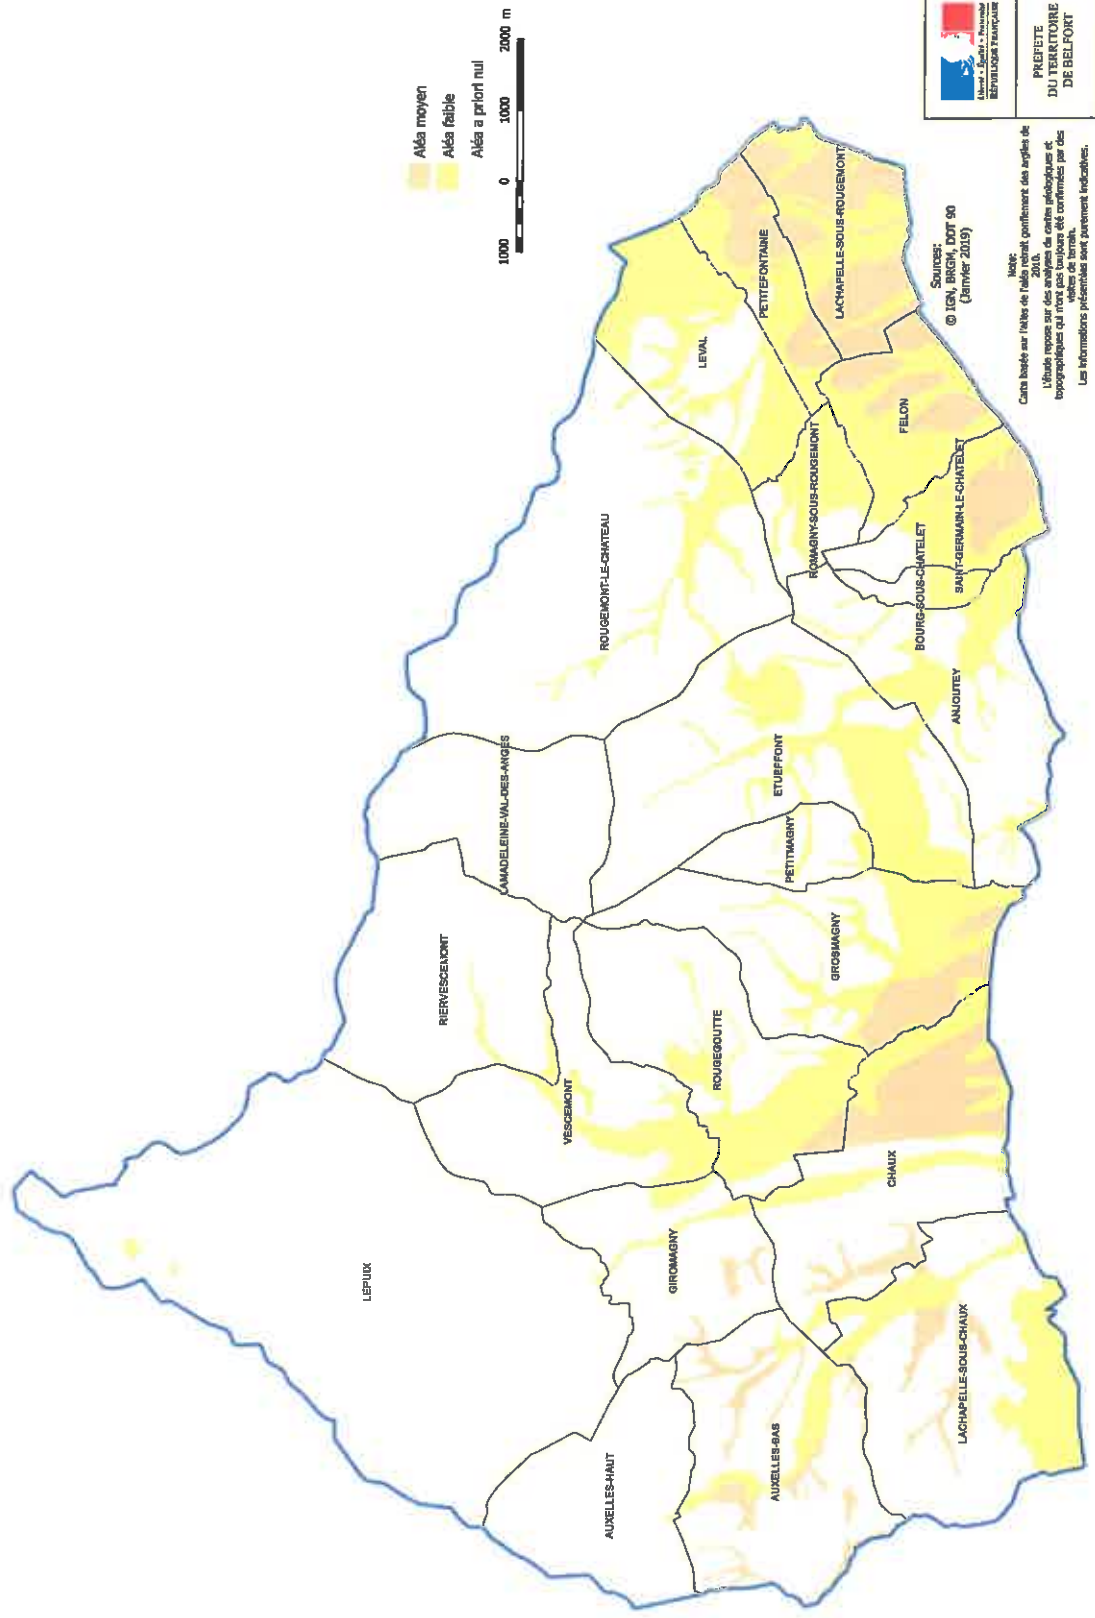 Aléa moyen
Aléa faible
Aléa a priori nul
1000 0 1000 2000 m
LEPUIX
RIERVESCEMONT
LAMADELEINE-VAL-DES-ANGES
ROUGEMONT-LE-CHATEAU
LEVAL
PETITEFONTAINE
LACHAPELLE-SOUS-ROUGEMONT
AUXELLES-HAUT
VESCEMONT
GIROMAGNY
ROUGEGOUTTE
GROSMAGNY
PETITMAGNY
ETUEFFONT
ROMAGNY-SOUS-ROUGEMONT
FELON
AUXELLES-BAS
CHAUX
ANJOUTEY
BOURG-SOUS-CHATELET
SAINT-GERMAIN-LE-CHATELET
LACHAPELLE-SOUS-CHAUX
Sources:
© IGN, BRGM, DDT 90
(Janvier 2019)
Note:
Carte basée sur l'atlas de l'aléa retrait gonflement des argiles de
2010.
L'étude repose sur des analyses de cartes géologiques et
topographiques qui n'ont pas toujours été confirmées par des
visites de terrain.
Les informations présentées sont purement indicatives.
Liberté • Égalité • Fraternité
RÉPUBLIQUE FRANÇAISE
PREFETE
DU TERRITOIRE
DE BELFORT